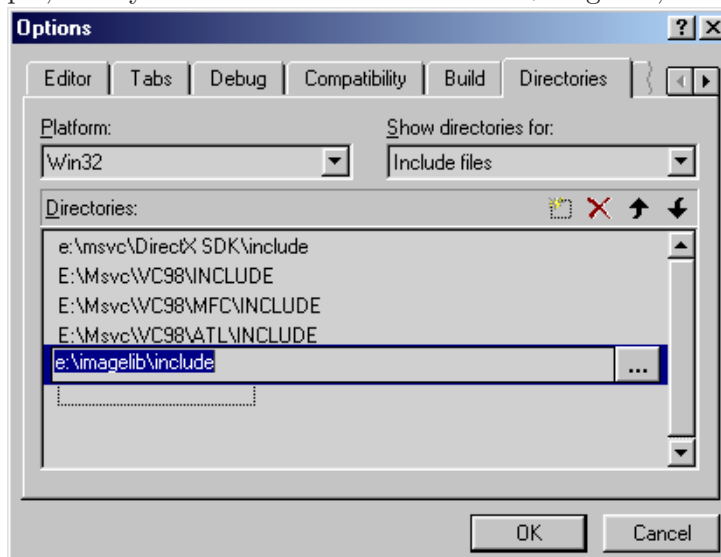 Options
Editor Tabs Debug Compatibility Build Directories
Platform: Show directories for:
Win32 Include files
Directories:
e:\msvc\DirectX SDK\include
E:\Msvc\VC98\INCLUDE
E:\Msvc\VC98\MFC\INCLUDE
E:\Msvc\VC98\ATL\INCLUDE
e:\imagelib\include ...
OK Cancel